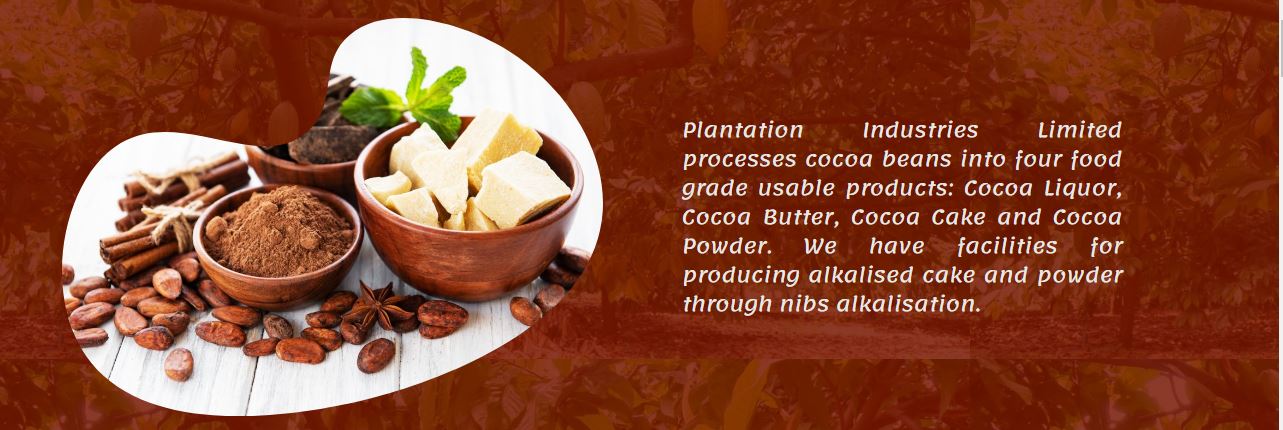 Plantation Industries Limited
processes cocoa beans into four food
grade usable products: Cocoa Liquor,
Cocoa Butter, Cocoa Cake and Cocoa
Powder. We have facilities for
producing alkalised cake and powder
through nibs alkalisation.